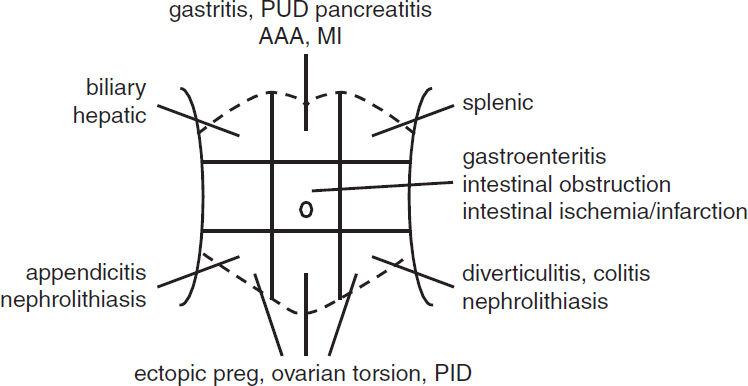 gastritis, PUD pancreatitis
AAA, MI
biliary
hepatic
splenic
gastroenteritis
intestinal obstruction
intestinal ischemia/infarction
appendicitis
nephrolithiasis
diverticulitis, colitis
nephrolithiasis
ectopic preg, ovarian torsion, PID